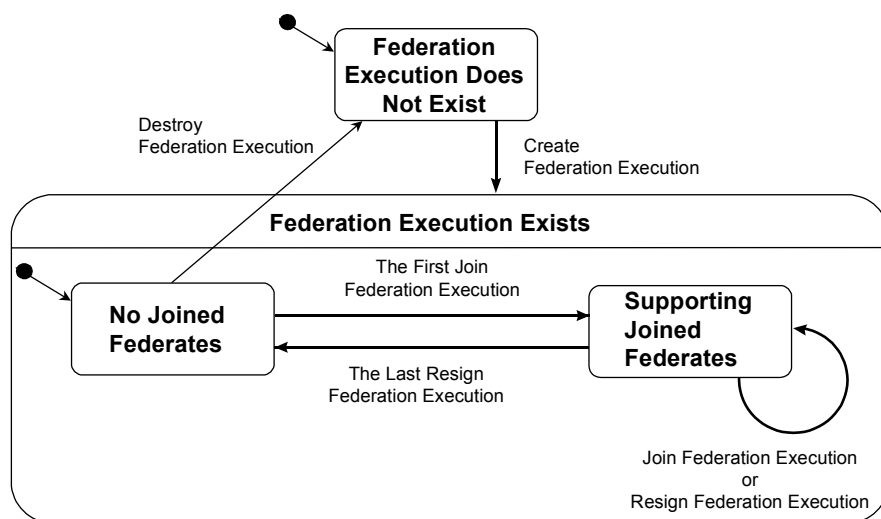 Federation
Execution Does
Not Exist
Destroy
Federation Execution
Create
Federation Execution
Federation Execution Exists
The First Join
Federation Execution
No Joined
Federates
Supporting
Joined
Federates
The Last Resign
Federation Execution
Join Federation Execution
or
Resign Federation Execution